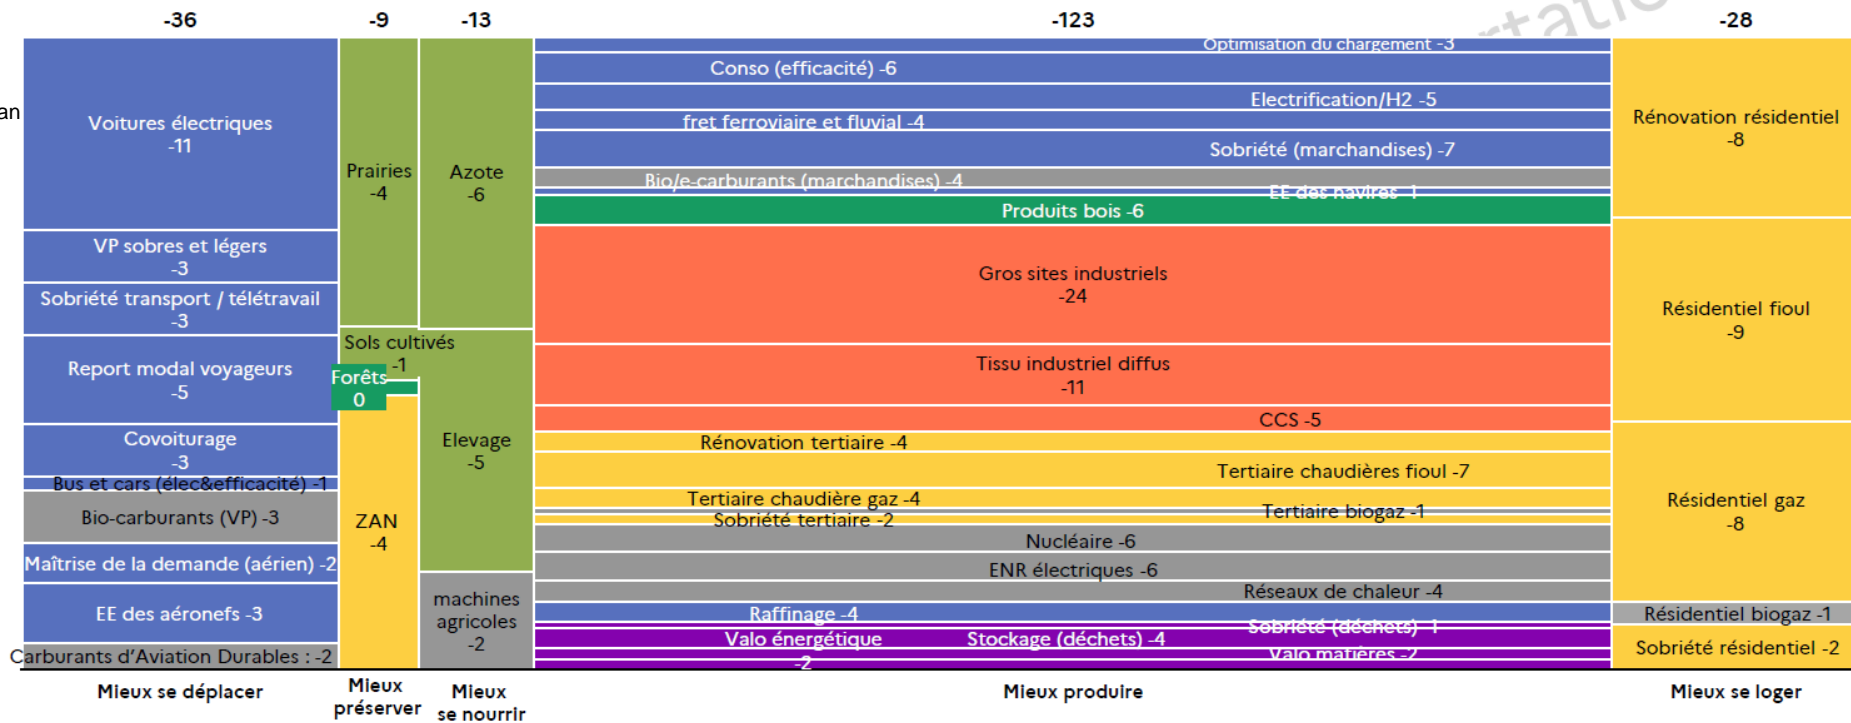 -36
-9
-13
-123
-28
an
Voitures électriques
-11
VP sobres et légers
-3
Sobriété transport / télétravail
-3
Report modal voyageurs
-5
Covoiturage
-3
Bus et cars (élec&efficacité) -1
Bio-carburants (VP) -3
Maîtrise de la demande (aérien) -2
EE des aéronefs -3
Carburants d'Aviation Durables : -2
Mieux se déplacer
Prairies
-4
Sols cultivés
-1
Forêts
0
ZAN
-4
Mieux
préserver
Azote
-6
Elevage
-5
machines
agricoles
-2
Mieux
se nourrir
Optimisation du chargement -3
Conso (efficacité) -6
Electrification/H2 -5
fret ferroviaire et fluvial -4
Sobriété (marchandises) -7
Bio/e-carburants (marchandises) -4
EE des navires -1
Produits bois -6
Gros sites industriels
-24
Tissu industriel diffus
-11
CCS -5
Rénovation tertiaire -4
Tertiaire chaudières fioul -7
Tertiaire chaudière gaz -4
Tertiaire biogaz -1
Sobriété tertiaire -2
Nucléaire -6
ENR électriques -6
Réseaux de chaleur -4
Raffinage -4
Sobriété (déchets) -1
Valo énergétique
-2
Stockage (déchets) -4
Valo matières -2
Mieux produire
Rénovation résidentiel
-8
Résidentiel fioul
-9
Résidentiel gaz
-8
Résidentiel biogaz -1
Sobriété résidentiel -2
Mieux se loger